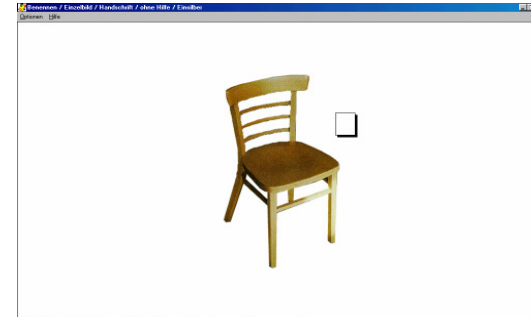 Benennen / Einzelbild / Handschrift / ohne Hilfe / Einsilber
Optionen Hilfe